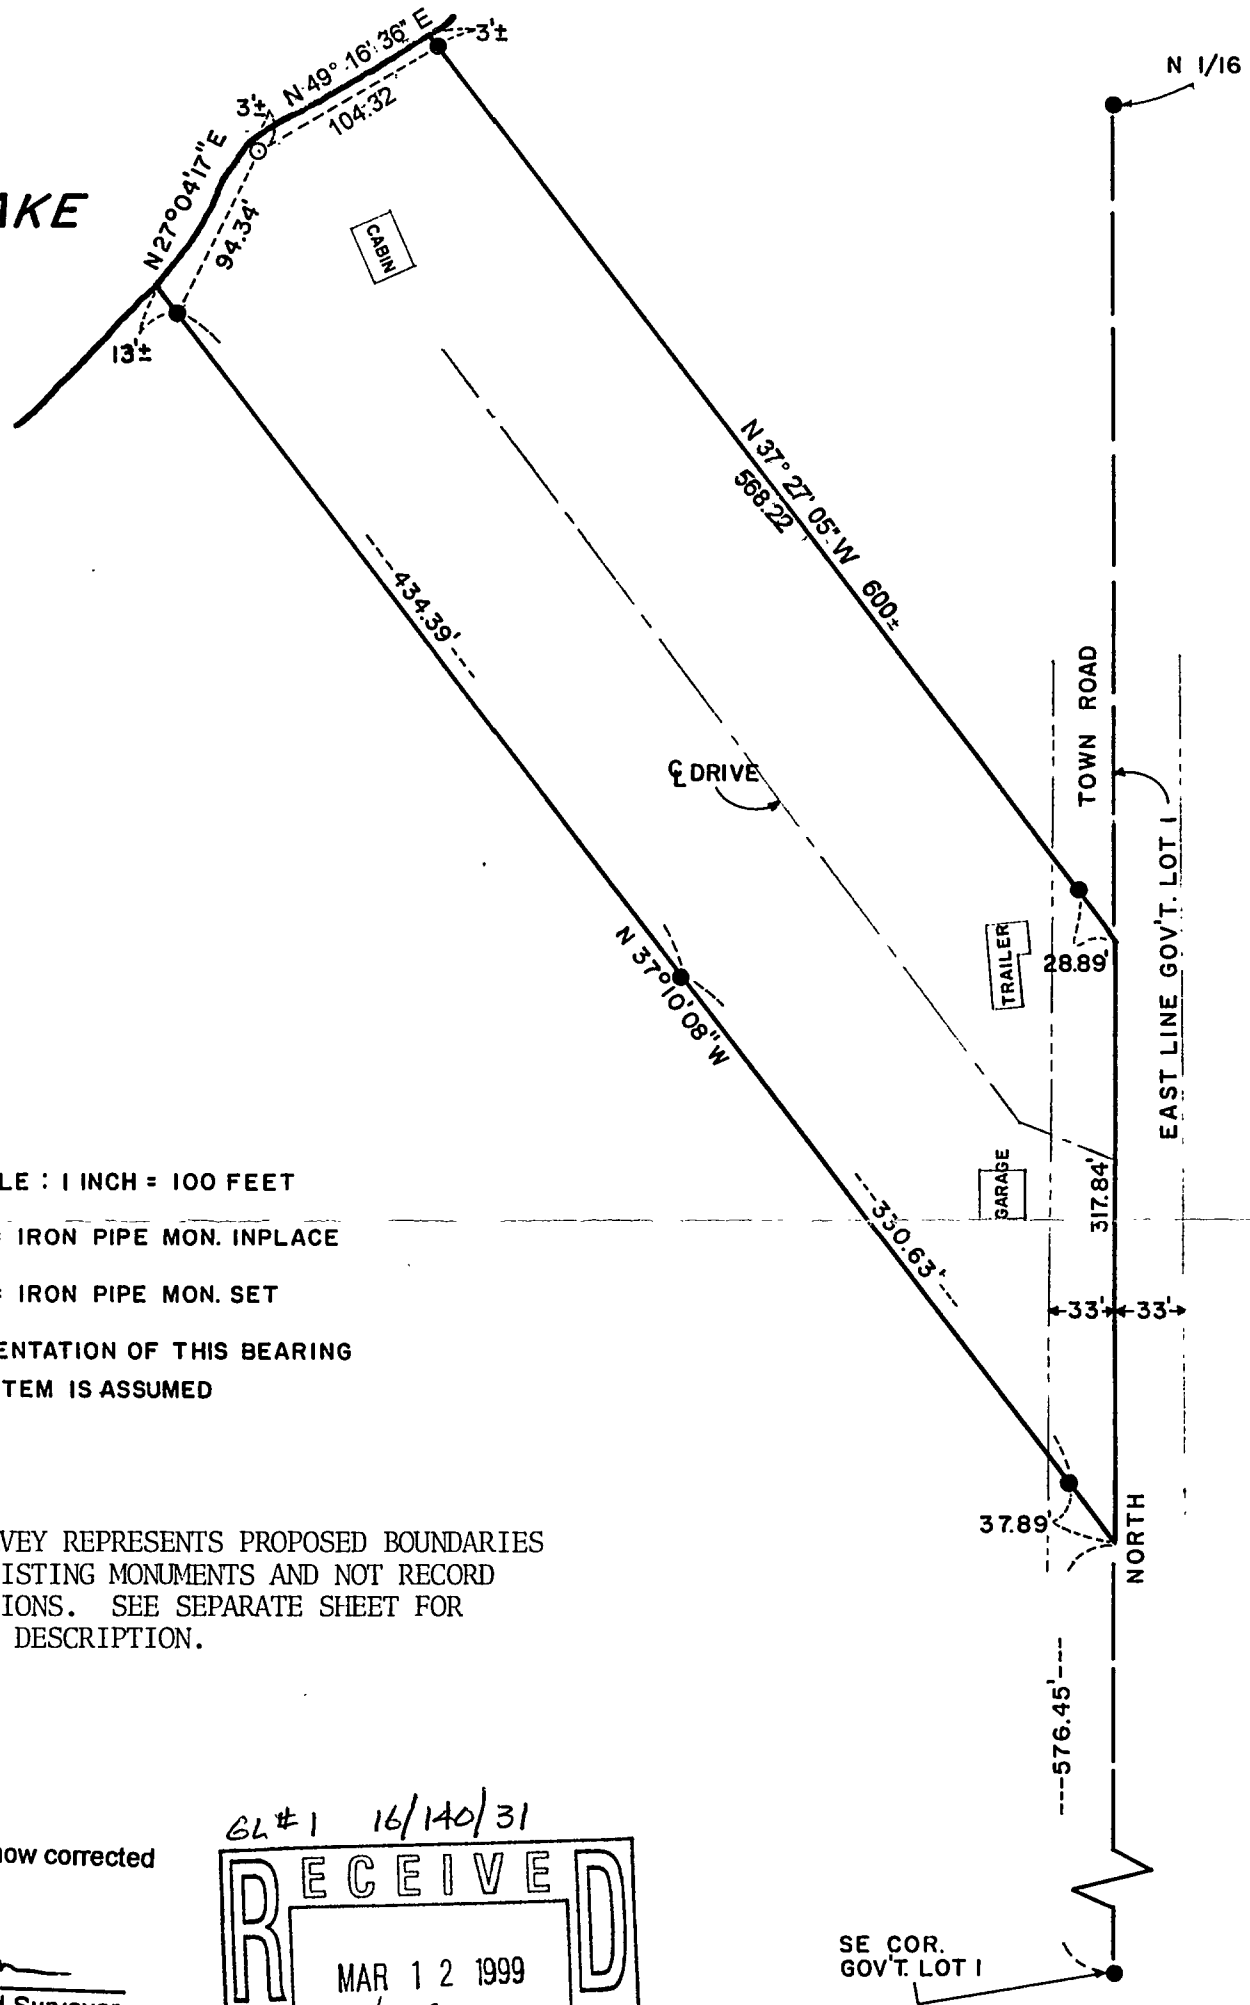 N 49° 16' 36" E
3'±
N 1/16
3'±
104.32
N 27° 04' 17" E
AKE
94.34'
CABIN
13'±
N 37° 27' 05" W 600±
568.22
434.39'
TOWN ROAD
℄ DRIVE
EAST LINE GOV'T. LOT 1
TRAILER
28.89'
N 37° 10' 08" W
LE : 1 INCH = 100 FEET
GARAGE
317.84'
= IRON PIPE MON. INPLACE
330.63'
= IRON PIPE MON. SET
33' 33'
ENTATION OF THIS BEARING
TEM IS ASSUMED
37.89'
NORTH
VEY REPRESENTS PROPOSED BOUNDARIES
ISTING MONUMENTS AND NOT RECORD
IONS. SEE SEPARATE SHEET FOR
DESCRIPTION.
576.45'
GL#1 16/140/31
now corrected
RECEIVED
MAR 12 1999
SE COR.
GOV'T. LOT 1
Surveyor